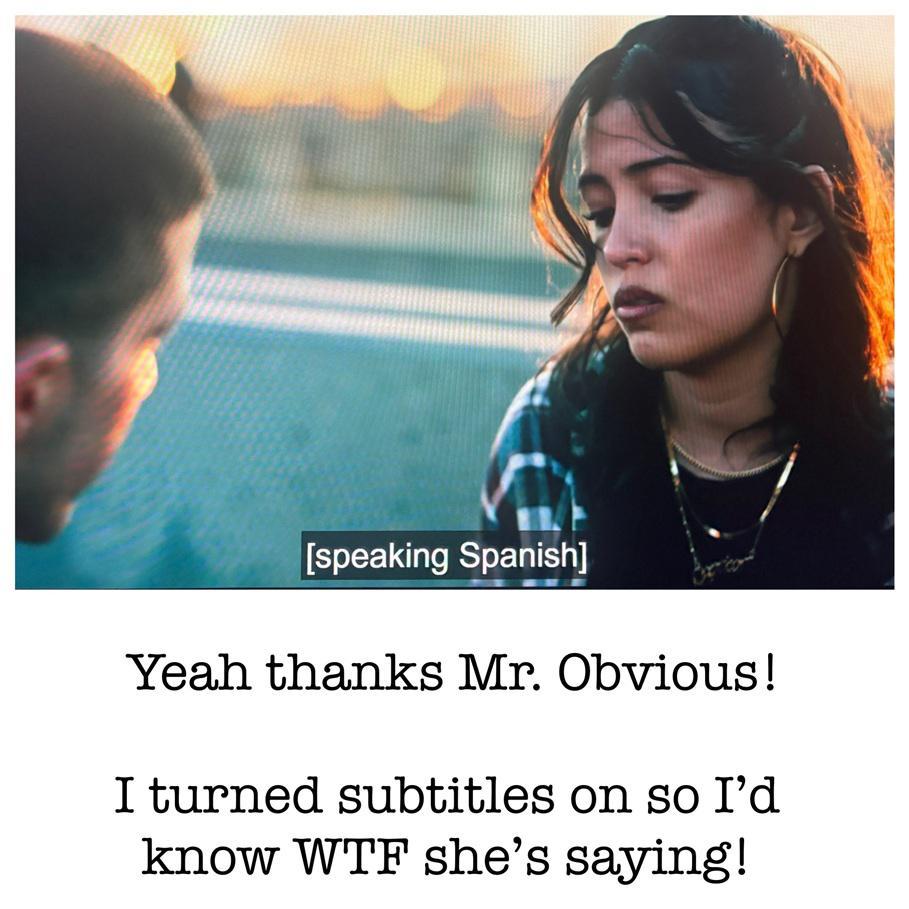 [speaking Spanish]
Yeah thanks Mr. Obvious!
I turned subtitles on so I’d
know WTF she’s saying!